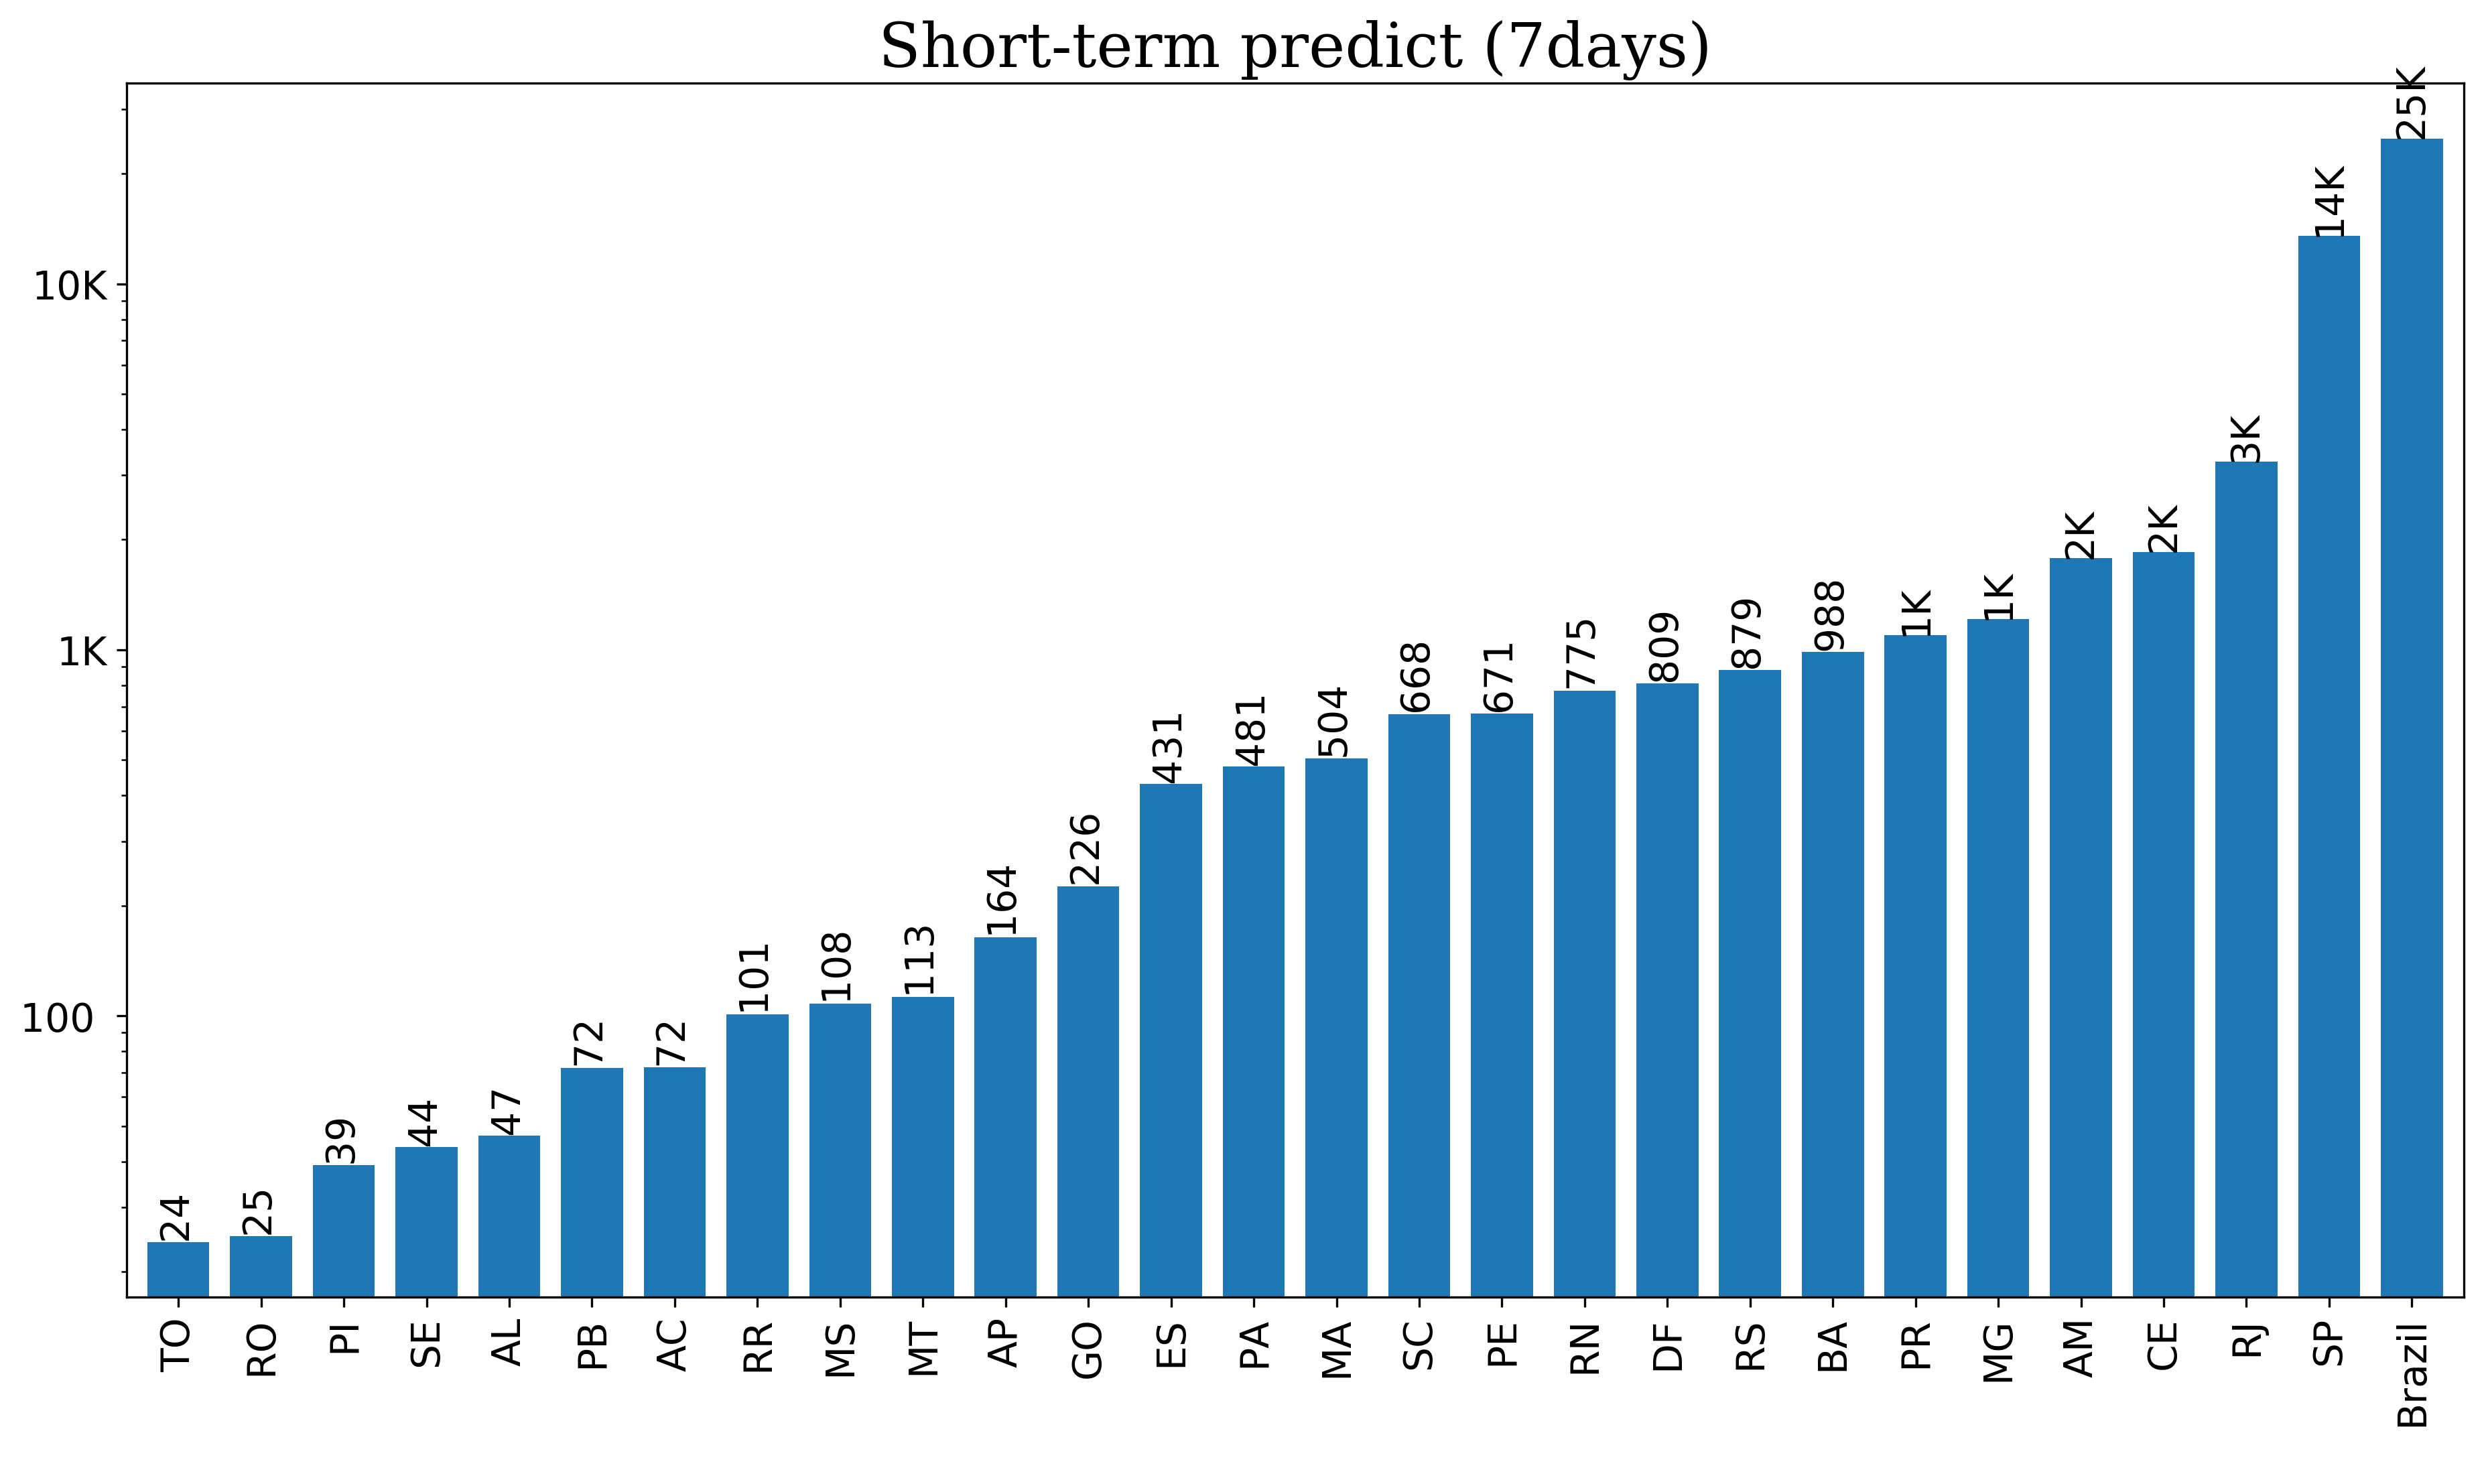 Short-term predict (7days)
10K
1K
100
24
25
39
44
47
72
72
101
108
113
164
226
431
481
504
668
671
775
809
879
988
1K
1K
2K
2K
3K
14K
25K
TO
RO
PI
SE
AL
PB
AC
RR
MS
MT
AP
GO
ES
PA
MA
SC
PE
RN
DF
RS
BA
PR
MG
AM
CE
RJ
SP
Brazil